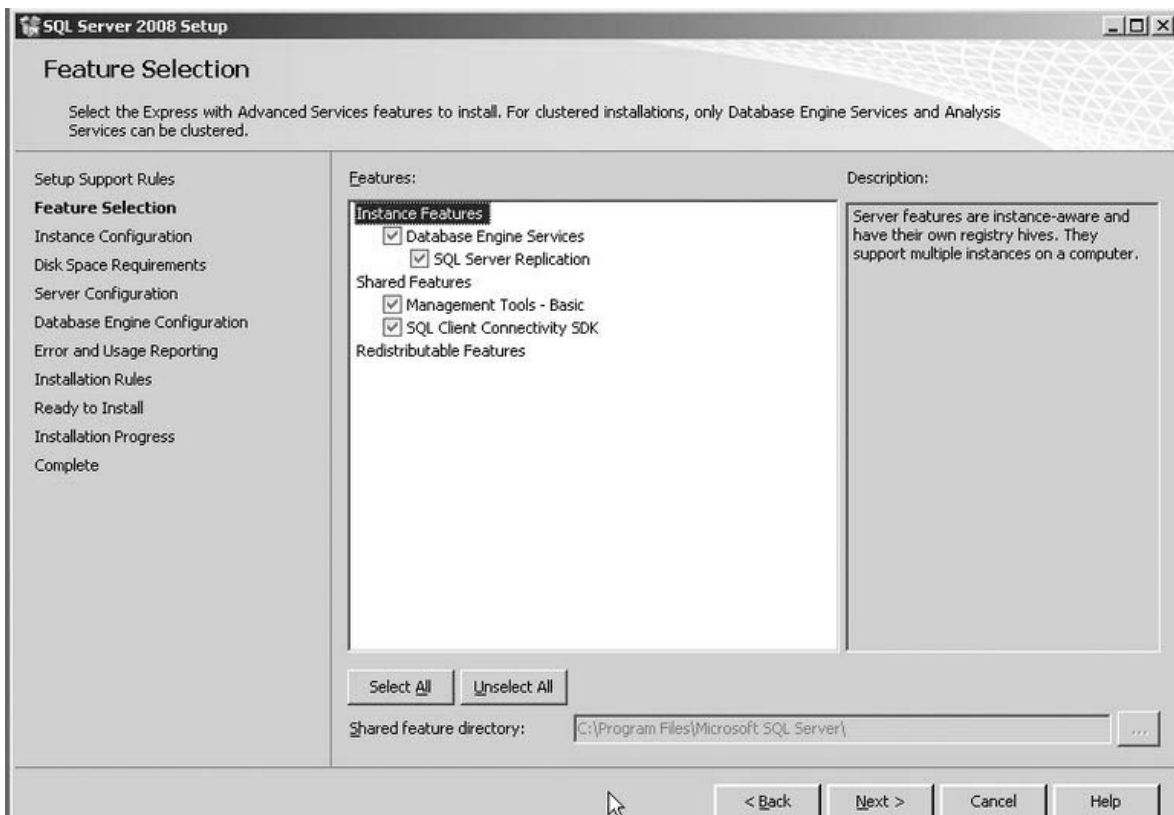 SQL Server 2008 Setup
Feature Selection
Select the Express with Advanced Services features to install. For clustered installations, only Database Engine Services and Analysis
Services can be clustered.
Setup Support Rules
Feature Selection
Instance Configuration
Disk Space Requirements
Server Configuration
Database Engine Configuration
Error and Usage Reporting
Installation Rules
Ready to Install
Installation Progress
Complete
Features:
Instance Features
Database Engine Services
SQL Server Replication
Shared Features
Management Tools - Basic
SQL Client Connectivity SDK
Redistributable Features
Description:
Server features are instance-aware and
have their own registry hives. They
support multiple instances on a computer.
Select All
Unselect All
Shared feature directory:
C:\Program Files\Microsoft SQL Server\
...
< Back
Next >
Cancel
Help